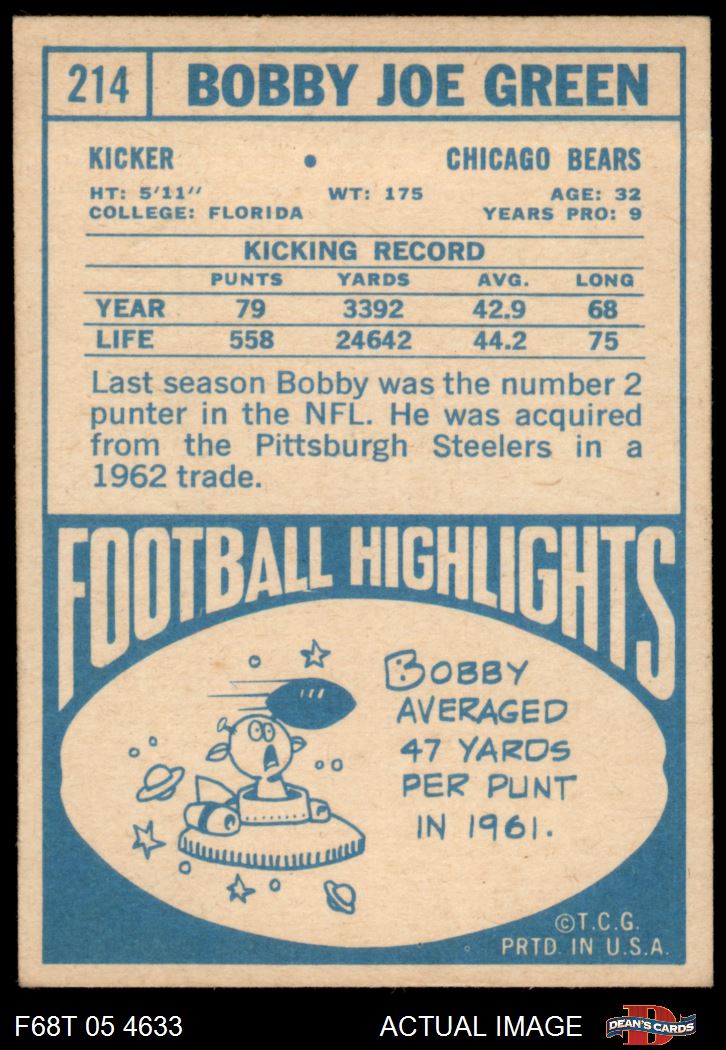 214 BOBBY JOE GREEN
KICKER • CHICAGO BEARS
HT: 5'11" WT: 175 AGE: 32
COLLEGE: FLORIDA YEARS PRO: 9
KICKING RECORD
PUNTS YARDS AVG. LONG
YEAR 79 3392 42.9 68
LIFE 558 24642 44.2 75
Last season Bobby was the number 2
punter in the NFL. He was acquired
from the Pittsburgh Steelers in a
1962 trade.
FOOTBALL HIGHLIGHTS
BOBBY
AVERAGED
47 YARDS
PER PUNT
IN 1961.
©T.C.G.
PRTD. IN U.S.A.
F68T 05 4633 ACTUAL IMAGE DEAN'S CARDS